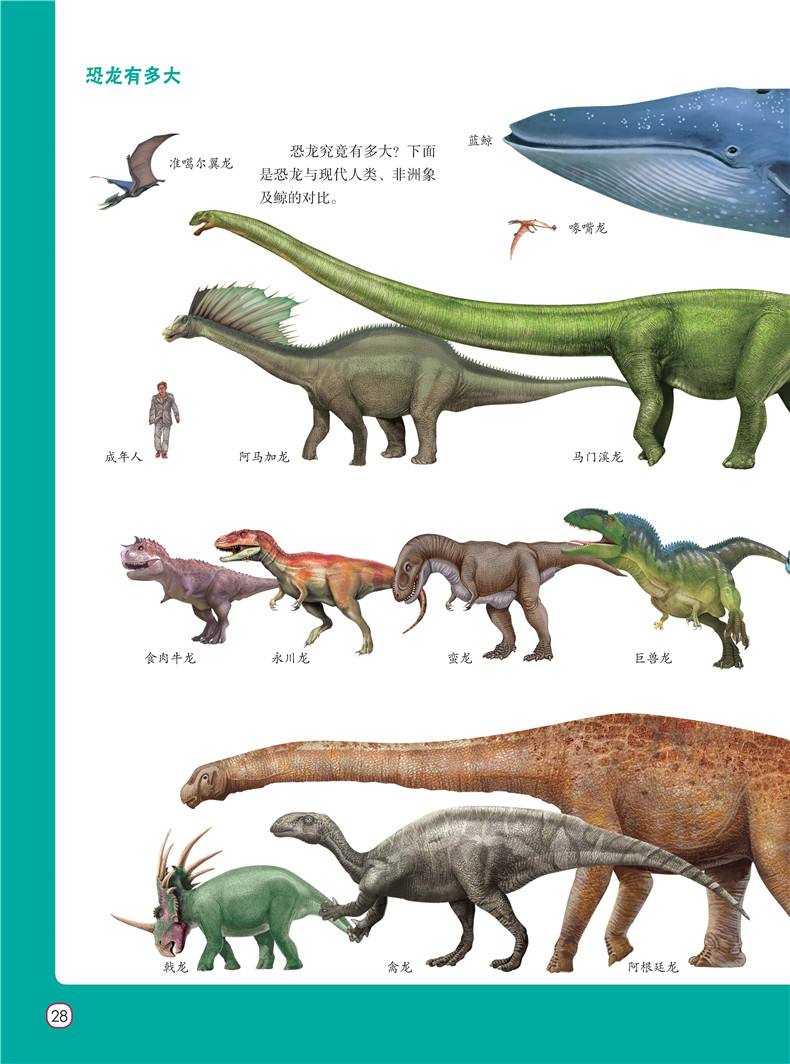 恐龙有多大
蓝鲸
恐龙究竟有多大？下面
是恐龙与现代人类、非洲象
及鲸的对比。
准噶尔翼龙
喙嘴龙
成年人
阿马加龙
马门溪龙
食肉牛龙
永川龙
蛮龙
巨兽龙
戟龙
禽龙
阿根廷龙
28